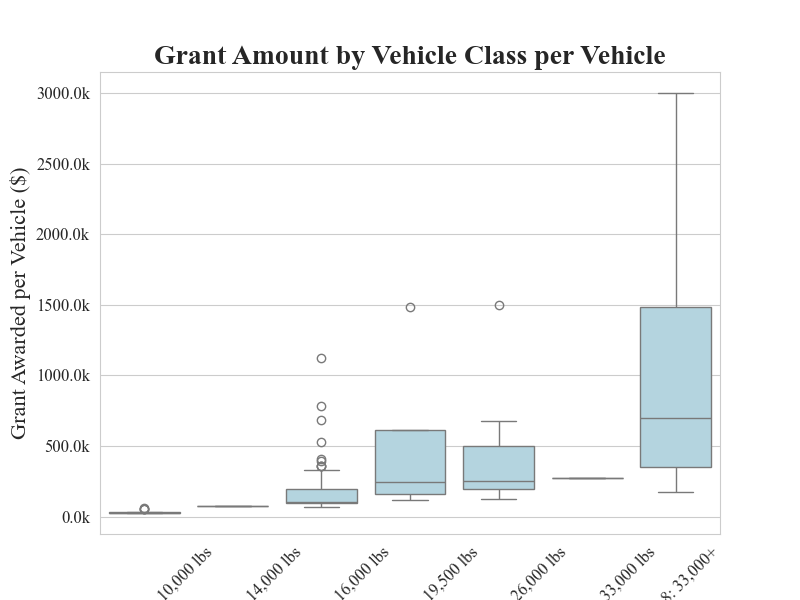 Grant Amount by Vehicle Class per Vehicle
Grant Awarded per Vehicle ($)
3000.0k
2500.0k
2000.0k
1500.0k
1000.0k
500.0k
0.0k
10,000 lbs
14,000 lbs
16,000 lbs
19,500 lbs
26,000 lbs
33,000 lbs
8: 33,000+